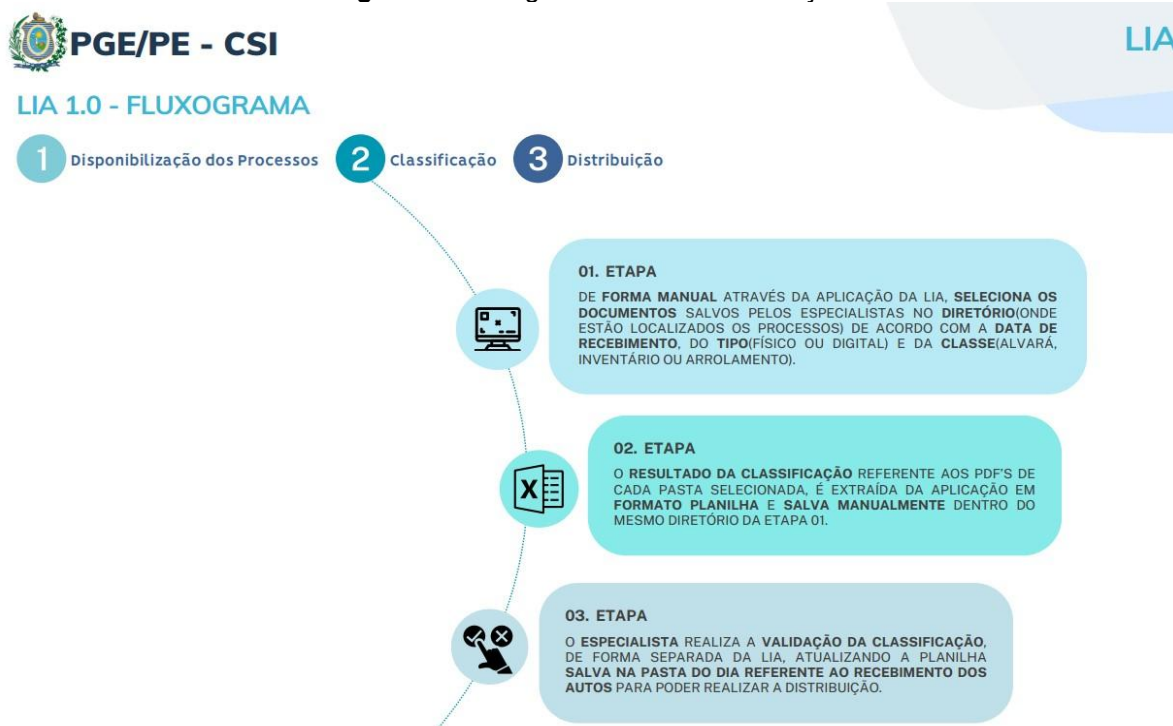 PGE/PE - CSI
LIA
LIA 1.0 - FLUXOGRAMA
1 Disponibilização dos Processos 2 Classificação 3 Distribuição
01. ETAPA
DE FORMA MANUAL ATRAVÉS DA APLICAÇÃO DA LIA, SELECIONA OS
DOCUMENTOS SALVOS PELOS ESPECIALISTAS NO DIRETÓRIO(ONDE
ESTÃO LOCALIZADOS OS PROCESSOS) DE ACORDO COM A DATA DE
RECEBIMENTO, DO TIPO(FÍSICO OU DIGITAL) E DA CLASSE(ALVARÁ,
INVENTÁRIO OU ARROLAMENTO).
02. ETAPA
O RESULTADO DA CLASSIFICAÇÃO REFERENTE AOS PDF'S DE
CADA PASTA SELECIONADA, É EXTRAÍDA DA APLICAÇÃO EM
FORMATO PLANILHA E SALVA MANUALMENTE DENTRO DO
MESMO DIRETÓRIO DA ETAPA 01.
X
03. ETAPA
O ESPECIALISTA REALIZA A VALIDAÇÃO DA CLASSIFICAÇÃO,
DE FORMA SEPARADA DA LIA, ATUALIZANDO A PLANILHA
SALVA NA PASTA DO DIA REFERENTE AO RECEBIMENTO DOS
AUTOS PARA PODER REALIZAR A DISTRIBUIÇÃO.